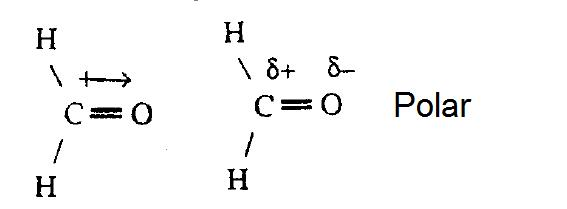 H H
δ+ δ−
C=O C=O Polar
H H